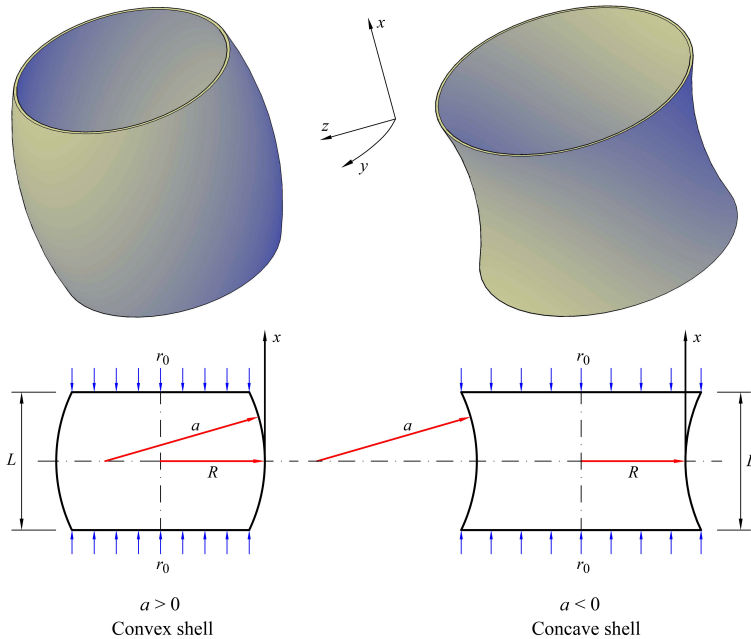 x
z
y
x
x
r0
r0
a
a
L
R
R
L
r0
r0
a > 0
a < 0
Convex shell
Concave shell